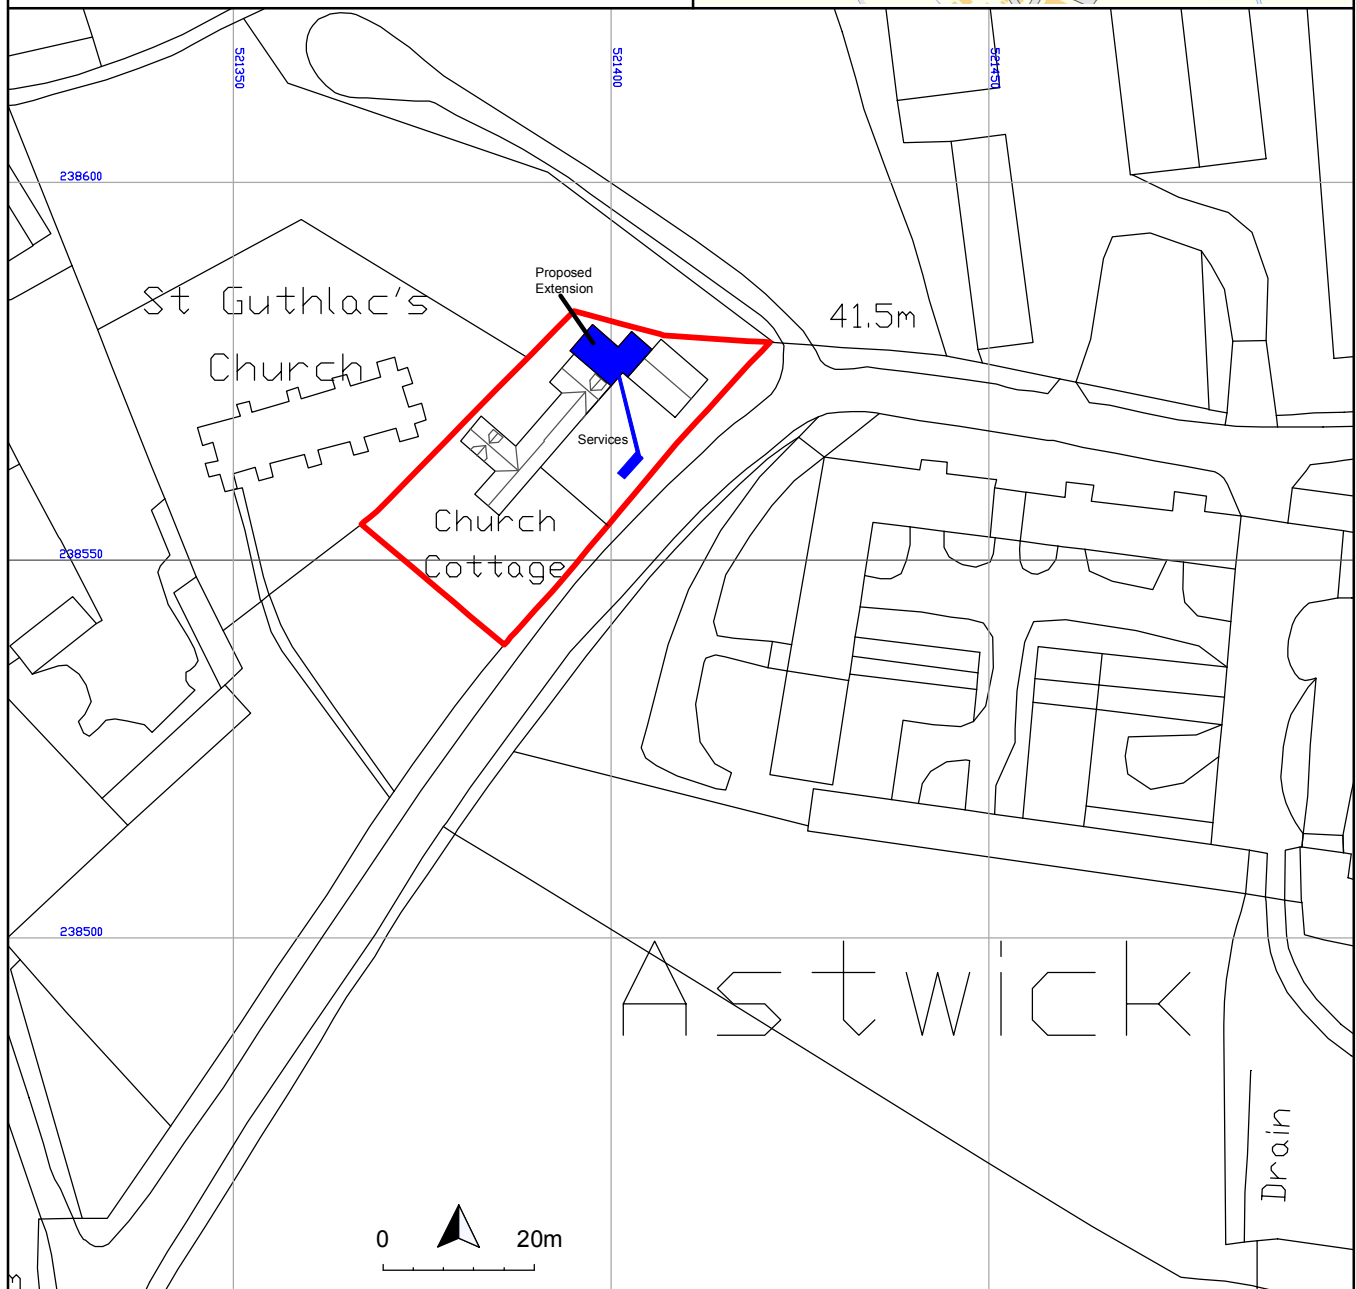 521350
521400
521450
238600
Proposed
Extension
St Guthlac's
Church
41.5m
Services
Church
Cottage
238550
238500
Astwick
Drain
0
20m